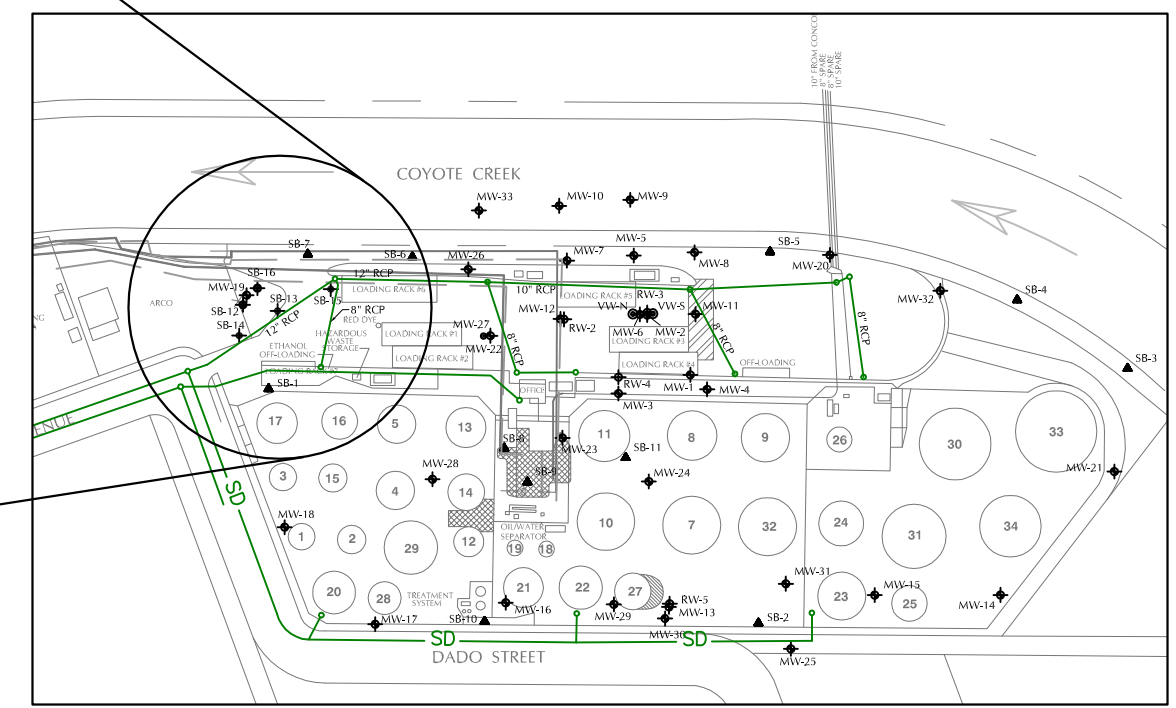 10" FROM CONCO
8" SPARE
8" SPARE
10" SPARE
COYOTE CREEK
MW-33
MW-10
MW-9
SB-7
SB-6
MW-26
MW-7
MW-5
MW-8
SB-5
MW-20
MW-32
SB-4
SB-3
ARCO
SB-16
MW-19
SB-12
SB-13
SB-14
12" RCP
SB-15
12" RCP
LOADING RACK #6
8" RCP
RED DYE
HAZARDOUS
WASTE
STORAGE
ETHANOL
OFF-LOADING
SB-1
LOADING RACK #1
LOADING RACK #2
MW-27
MW-22
10" RCP
8" RCP
MW-12
RW-2
LOADING RACK #5
RW-3
VW-N
VW-S
MW-6
MW-2
MW-11
LOADING RACK #3
LOADING RACK #4
8" RCP
OFF-LOADING
8" RCP
RW-4
MW-3
MW-1
MW-4
OFFICE
ENUE
17
16
5
13
SB-8
MW-23
11
SB-11
8
9
26
30
33
MW-21
3
15
4
MW-28
14
SB-9
MW-24
SD
MW-18
1
2
29
12
OIL/WATER
SEPARATOR
19
18
10
7
32
24
31
34
20
28
TREATMENT
SYSTEM
MW-17
SB-10
21
MW-16
22
27
MW-29
RW-5
MW-13
MW-30
MW-31
SB-2
23
MW-15
25
MW-14
SD
SD
MW-25
DADO STREET